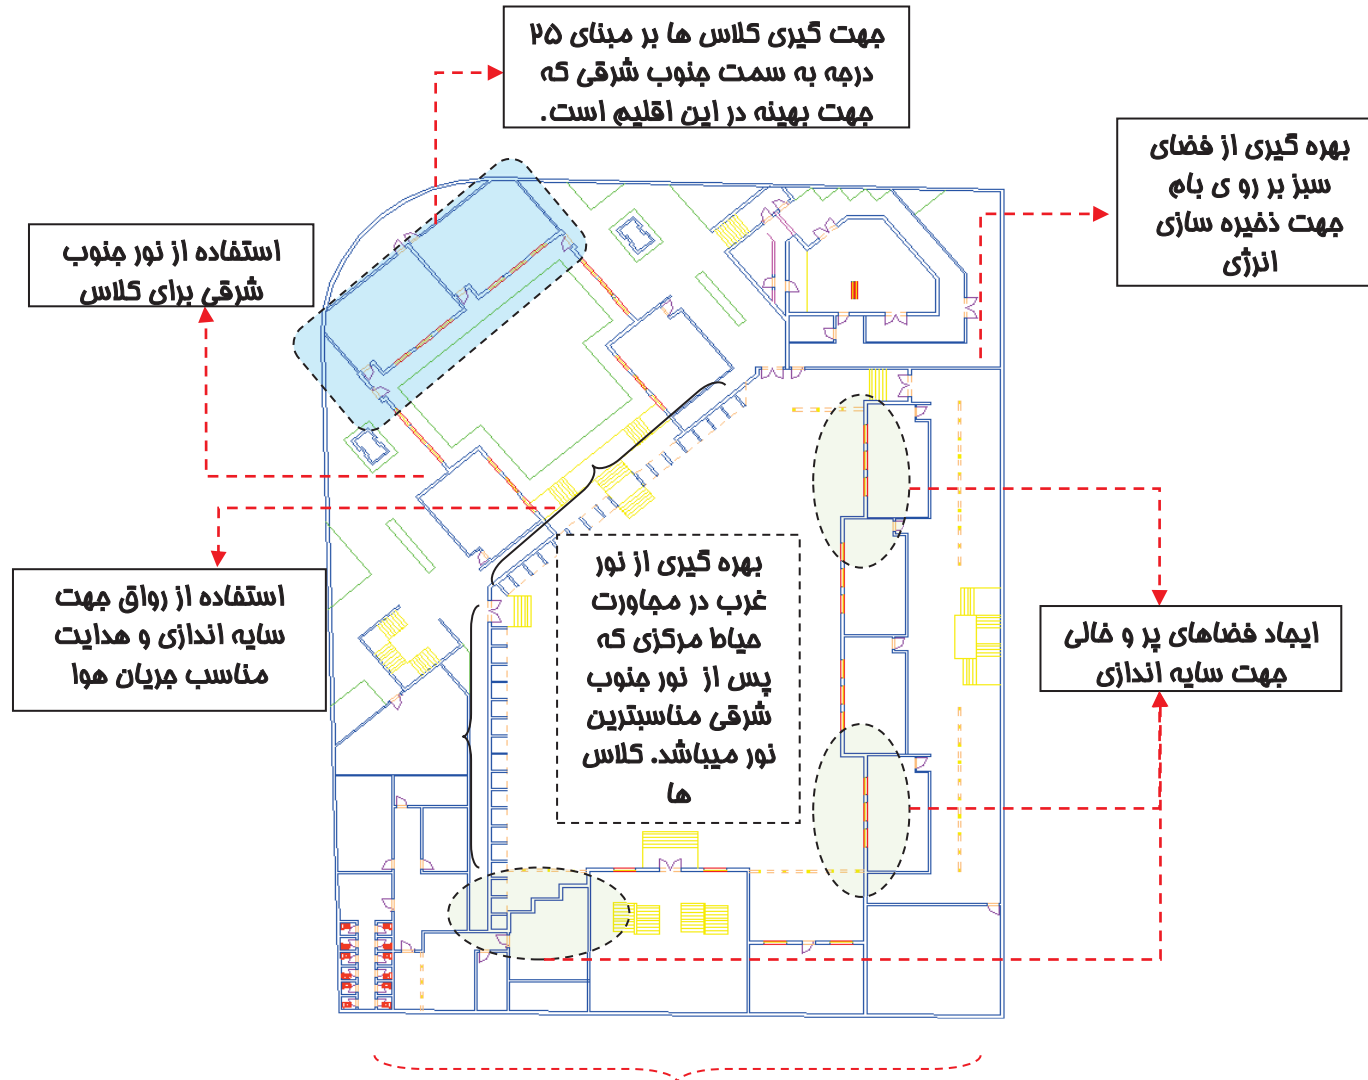 جهت گیری کلاس ها بر مبنای ۲۵
درجه به سمت جنوب شرقی که
جهت بهینه در این اقلیم است.
بهره گیری از فضای
سبز بر رو ی بام
جهت ذخیره سازی
انرژی
استفاده از نور جنوب
شرقی برای کلاس
استفاده از رواق جهت
سایه اندازی و هدایت
مناسب جریان هوا
بهره گیری از نور
غرب در مجاورت
حیاط مرکزی که
پس از نور جنوب
شرقی مناسبترین
نور میباشد. کلاس
ها
ایجاد فضاهای پر و خالی
جهت سایه اندازی